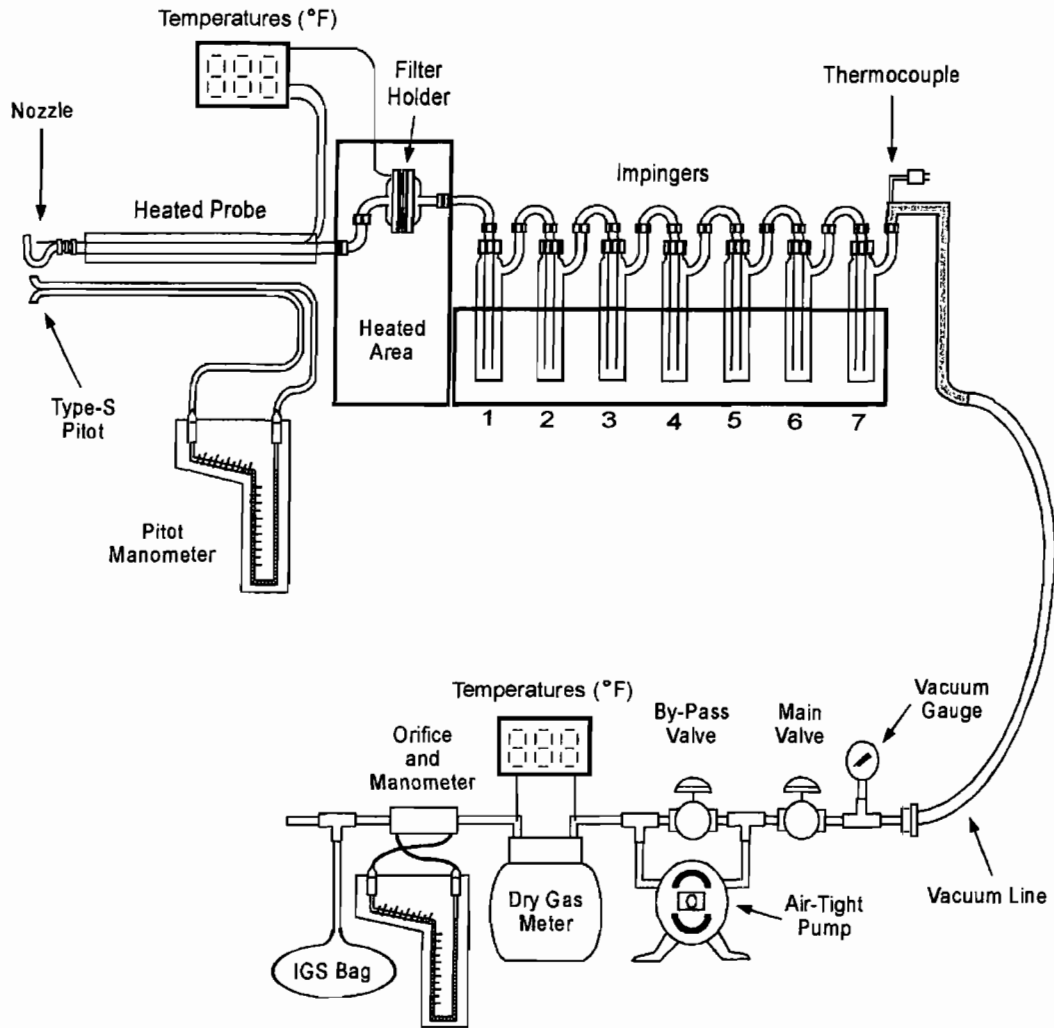 Temperatures (°F)
Filter
Holder
Thermocouple
Nozzle
Heated Probe
Impingers
Heated
Area
Type-S
Pitot
1 2 3 4 5 6 7
Pitot
Manometer
Temperatures (°F)
Vacuum
Gauge
By-Pass
Valve
Main
Valve
Orifice
and
Manometer
Dry Gas
Meter
Air-Tight
Pump
Vacuum Line
IGS Bag